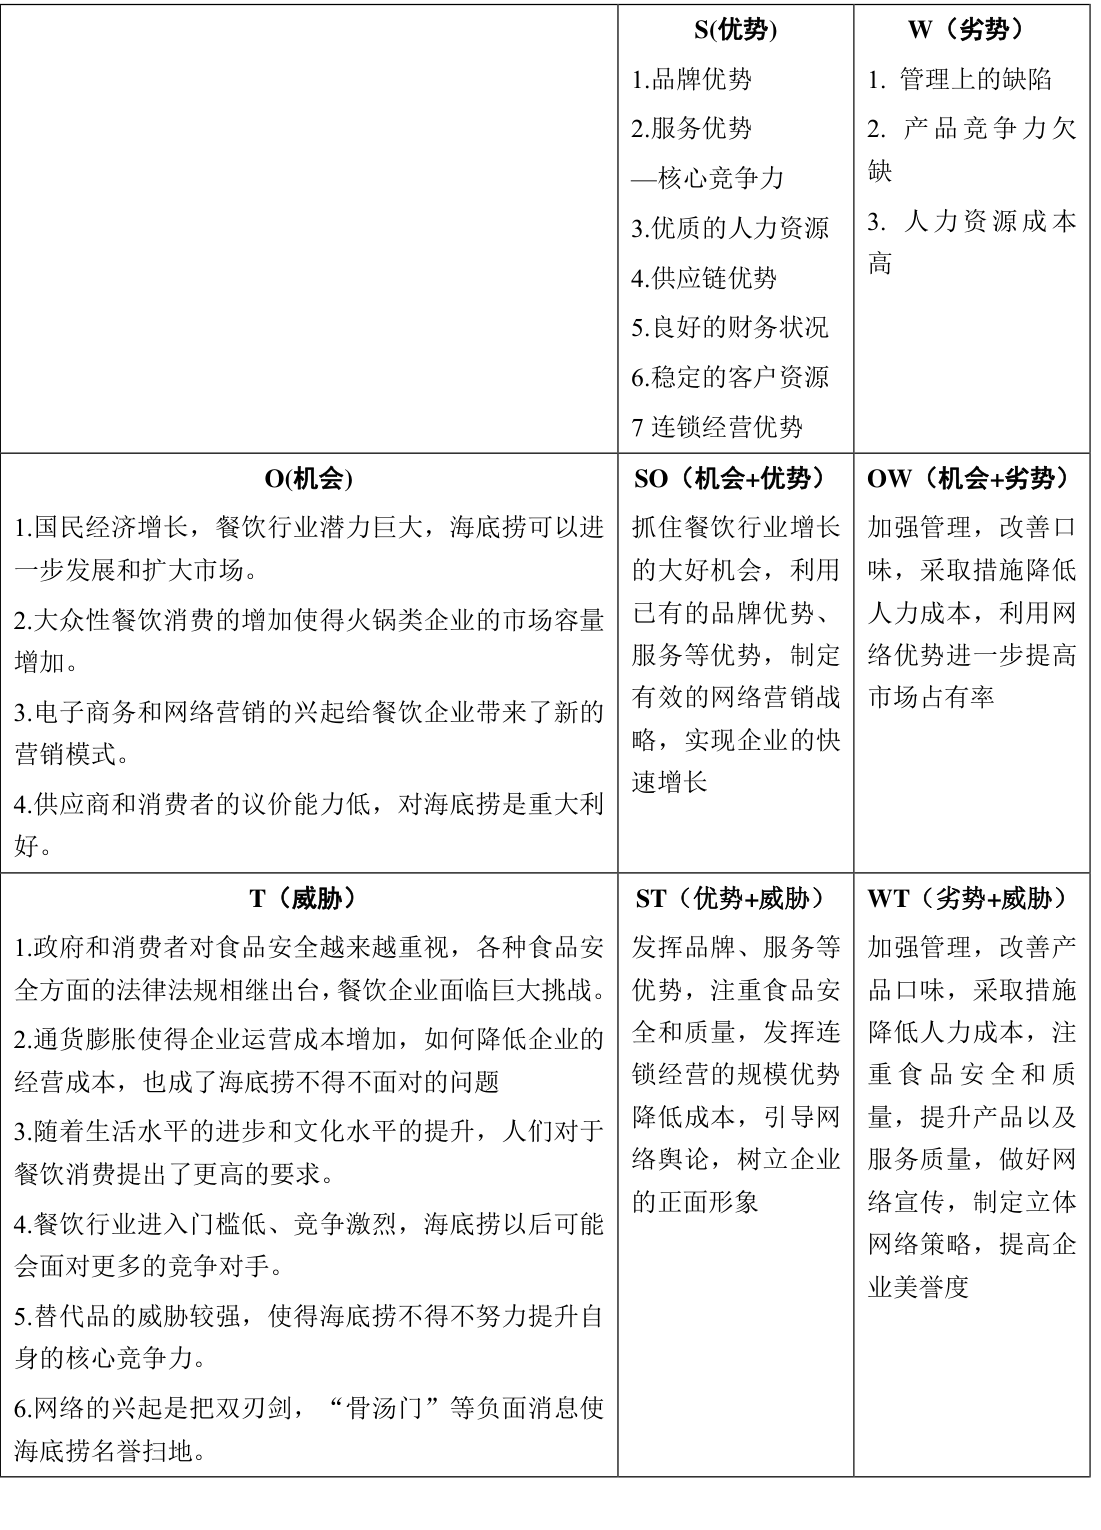 S(优势)
1.品牌优势
2.服务优势
—核心竞争力
3.优质的人力资源
4.供应链优势
5.良好的财务状况
6.稳定的客户资源
7 连锁经营优势
W（劣势）
1. 管理上的缺陷
2. 产品竞争力欠
缺
3. 人力资源成本
高
O(机会)
1.国民经济增长，餐饮行业潜力巨大，海底捞可以进
一步发展和扩大市场。
2.大众性餐饮消费的增加使得火锅类企业的市场容量
增加。
3.电子商务和网络营销的兴起给餐饮企业带来了新的
营销模式。
4.供应商和消费者的议价能力低，对海底捞是重大利
好。
SO（机会+优势）
抓住餐饮行业增长
的大好机会，利用
已有的品牌优势、
服务等优势，制定
有效的网络营销战
略，实现企业的快
速增长
OW（机会+劣势）
加强管理，改善口
味，采取措施降低
人力成本，利用网
络优势进一步提高
市场占有率
T（威胁）
1.政府和消费者对食品安全越来越重视，各种食品安
全方面的法律法规相继出台，餐饮企业面临巨大挑战。
2.通货膨胀使得企业运营成本增加，如何降低企业的
经营成本，也成了海底捞不得不面对的问题
3.随着生活水平的进步和文化水平的提升，人们对于
餐饮消费提出了更高的要求。
4.餐饮行业进入门槛低、竞争激烈，海底捞以后可能
会面对更多的竞争对手。
5.替代品的威胁较强，使得海底捞不得不努力提升自
身的核心竞争力。
6.网络的兴起是把双刃剑，“骨汤门”等负面消息使
海底捞名誉扫地。
ST（优势+威胁）
发挥品牌、服务等
优势，注重食品安
全和质量，发挥连
锁经营的规模优势
降低成本，引导网
络舆论，树立企业
的正面形象
WT（劣势+威胁）
加强管理，改善产
品口味，采取措施
降低人力成本，注
重食品安全和质
量，提升产品以及
服务质量，做好网
络宣传，制定立体
网络策略，提高企
业美誉度